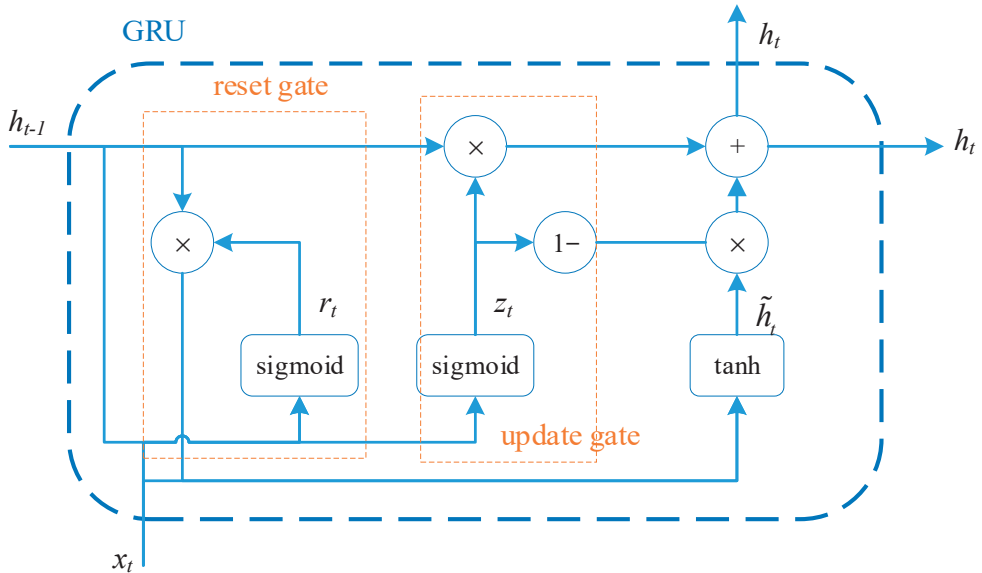 GRU
h_t
reset gate
h_{t-1}
×
+
h_t
×
1−
×
r_t
z_t
h̃_t
sigmoid
sigmoid
tanh
update gate
x_t